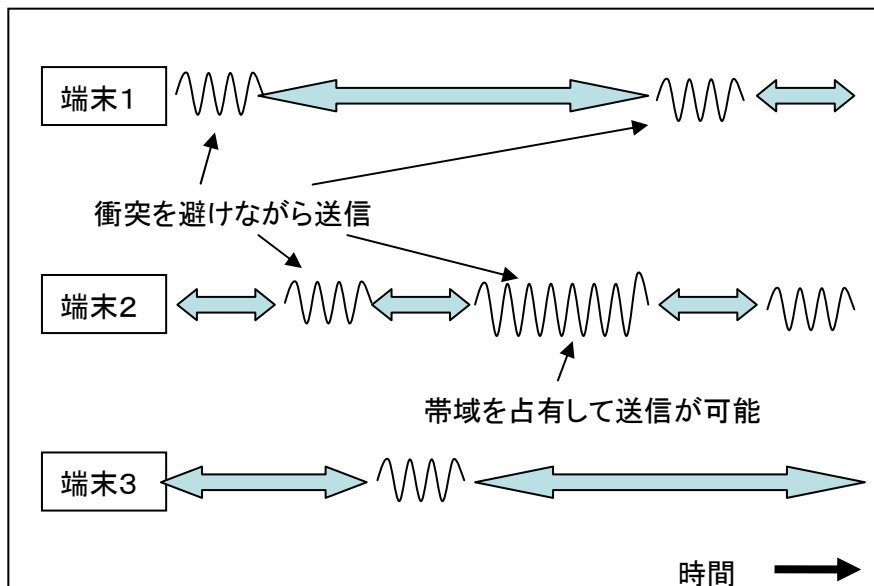 端末1
衝突を避けながら送信
端末2
帯域を占有して送信が可能
端末3
時間